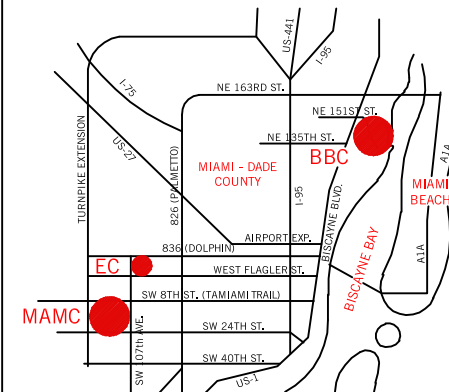 US-441
I-95
I-75
NE 163RD ST.
NE 151ST ST.
NE 135TH ST.
BBC
US-27
TURNPIKE EXTENSION
826 (PALMETTO)
MIAMI - DADE
COUNTY
I-95
A1A
MIAMI
BEACH
BISCAYNE BLVD.
AIRPORT EXP.
836 (DOLPHIN)
A1A
BISCAYNE BAY
EC
WEST FLAGLER ST.
SW 8TH ST. (TAMIAMI TRAIL)
MAMC
SW 24TH ST.
SW 107th AVE.
SW 40TH ST.
US-1